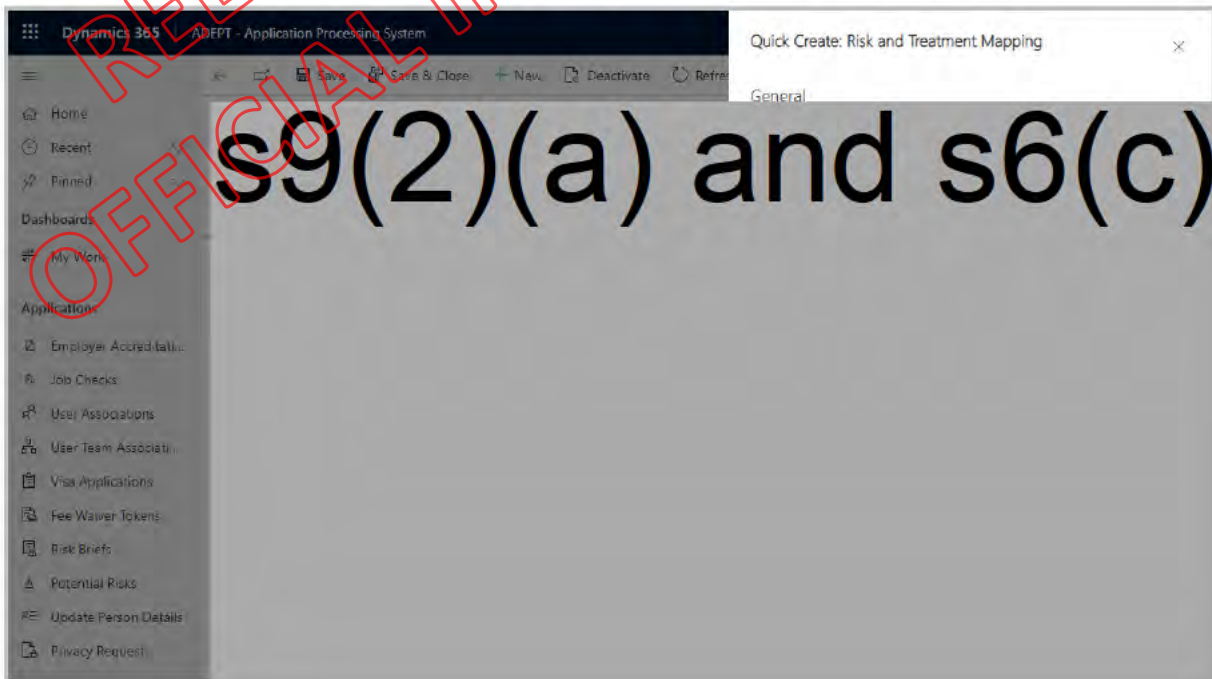 Dynamics 365 ADEPT - Application Processing System
Quick Create: Risk and Treatment Mapping
Save Save & Close New Deactivate Refre
General
Home
Recent
Pinned
Dashboards
My Work
Applications
Employer Accreditati...
Job Checks
User Associations
User Team Associati...
Visa Applications
Fee Waiver Tokens
Risk Briefs
Potential Risks
Update Person Details
Privacy Request
s9(2)(a) and s6(c)
OFFICIAL